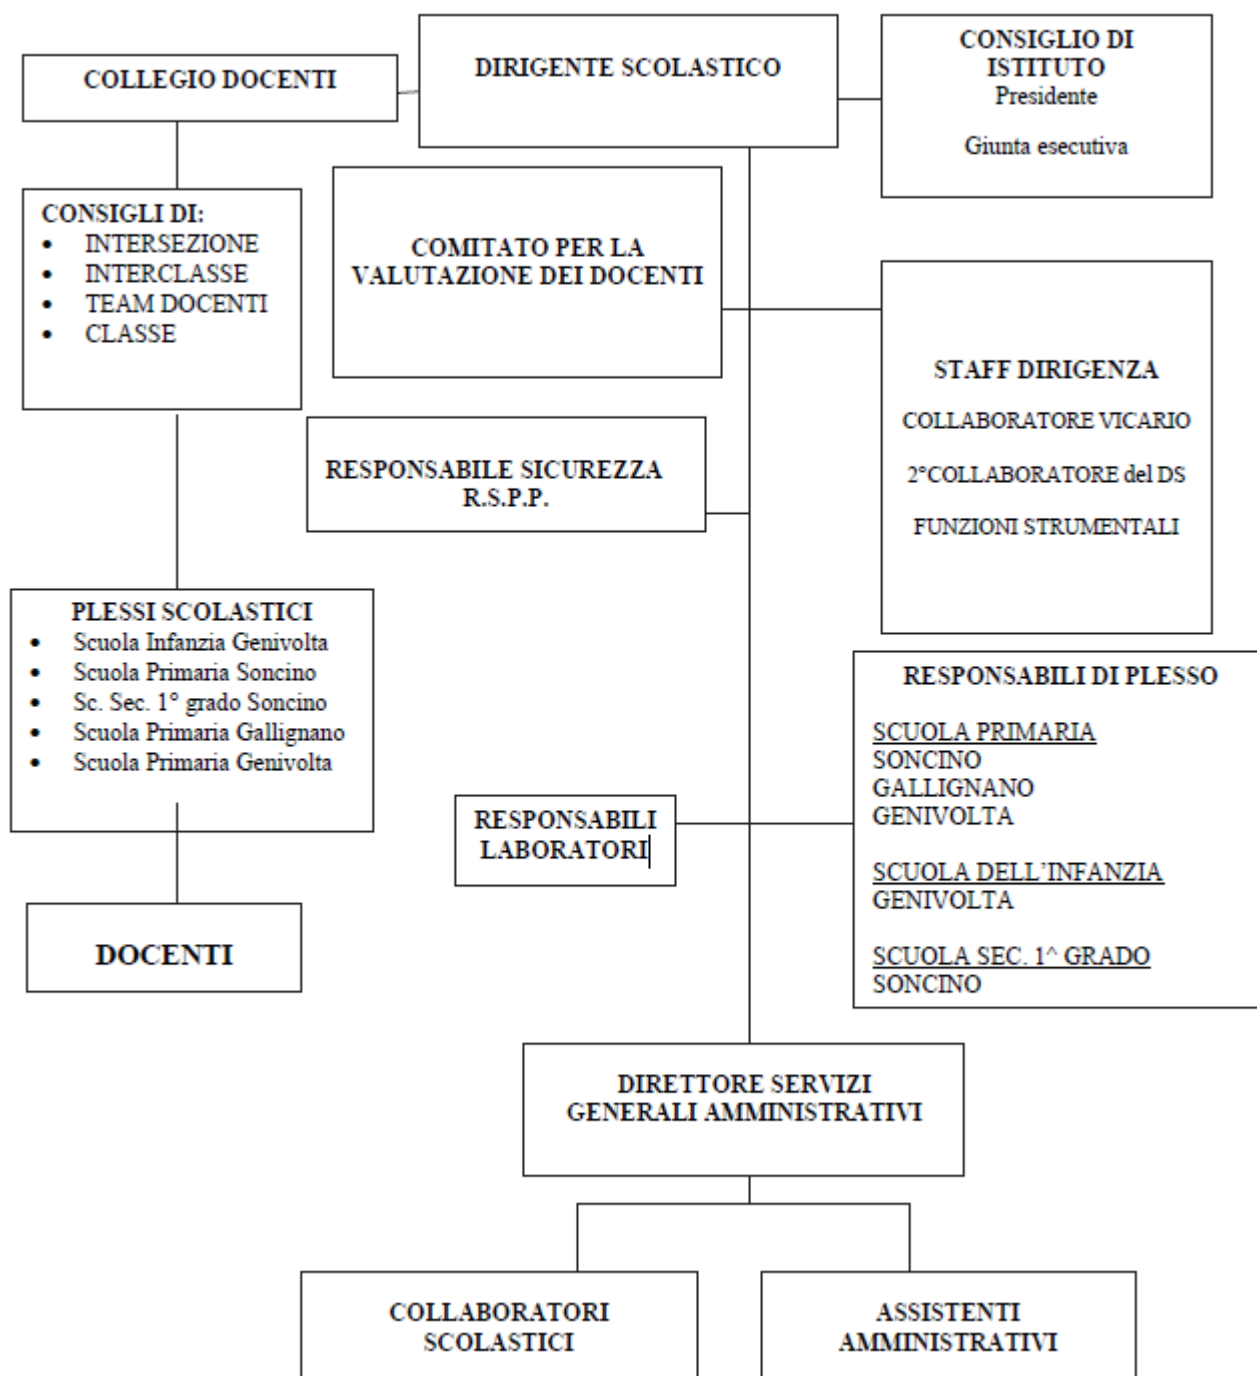 COLLEGIO DOCENTI
DIRIGENTE SCOLASTICO
CONSIGLIO DI
ISTITUTO
Presidente
Giunta esecutiva
CONSIGLI DI:
• INTERSEZIONE
• INTERCLASSE
• TEAM DOCENTI
• CLASSE
COMITATO PER LA
VALUTAZIONE DEI DOCENTI
STAFF DIRIGENZA
COLLABORATORE VICARIO
2°COLLABORATORE del DS
FUNZIONI STRUMENTALI
RESPONSABILE SICUREZZA
R.S.P.P.
PLESSI SCOLASTICI
• Scuola Infanzia Genivolta
• Scuola Primaria Soncino
• Sc. Sec. 1° grado Soncino
• Scuola Primaria Gallignano
• Scuola Primaria Genivolta
RESPONSABILI DI PLESSO
SCUOLA PRIMARIA
SONCINO
GALLIGNANO
GENIVOLTA
SCUOLA DELL'INFANZIA
GENIVOLTA
SCUOLA SEC. 1^ GRADO
SONCINO
RESPONSABILI
LABORATORI
DOCENTI
DIRETTORE SERVIZI
GENERALI AMMINISTRATIVI
COLLABORATORI
SCOLASTICI
ASSISTENTI
AMMINISTRATIVI